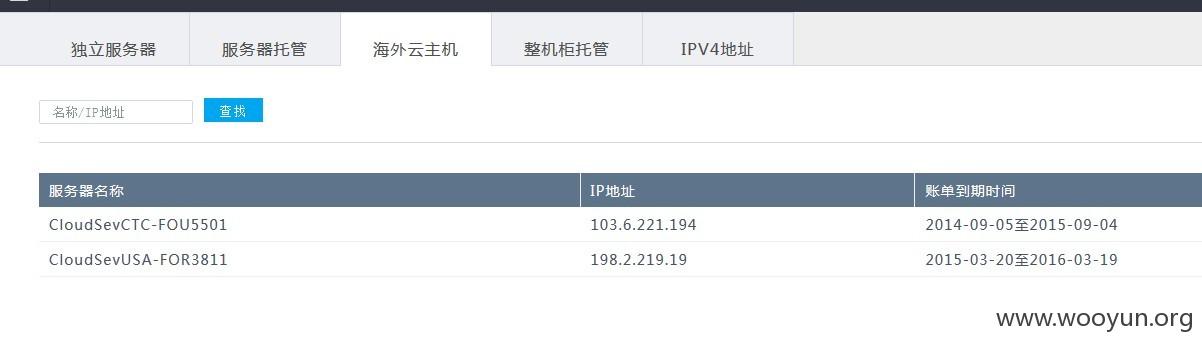 独立服务器 服务器托管 海外云主机 整机柜托管 IPV4地址
名称/IP地址 查找
服务器名称 IP地址 账单到期时间
CloudSevCTC-FOU5501 103.6.221.194 2014-09-05至2015-09-04
CloudSevUSA-FOR3811 198.2.219.19 2015-03-20至2016-03-19
www.wooyun.org